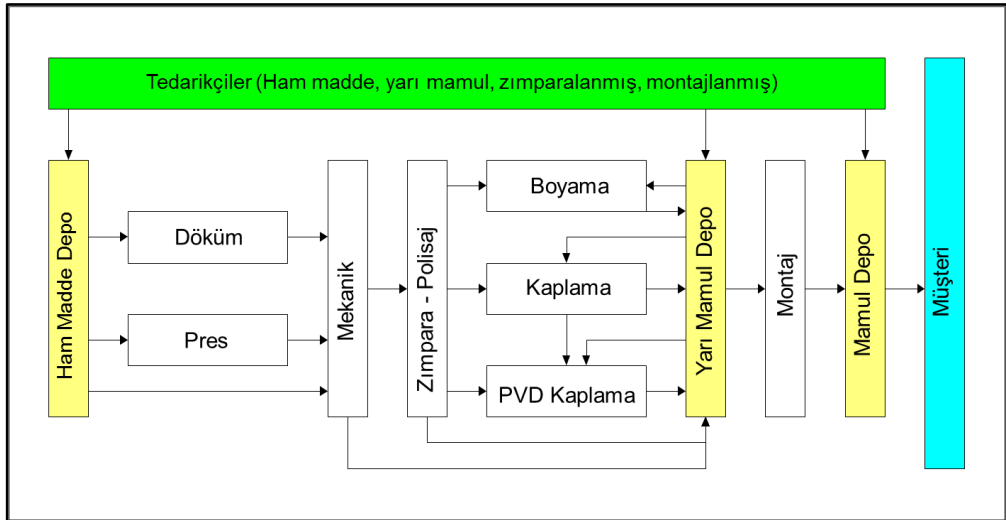 Tedarikçiler (Ham madde, yarı mamul, zımparalanmış, montajlanmış)
Ham Madde Depo
Döküm
Pres
Mekanik
Zımpara - Polisaj
Boyama
Kaplama
PVD Kaplama
Yarı Mamul Depo
Montaj
Mamul Depo
Müşteri